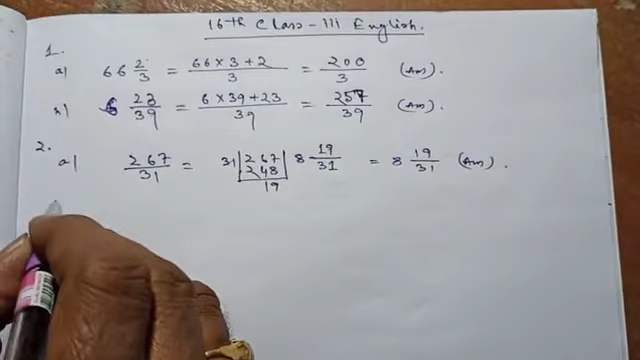 16th Class - III English.
1.
a) 66 2/3 = (66 × 3 + 2)/3 = 200/3 (Ans).
6 23/39 = (6 × 39 + 23)/39 = 257/39 (Ans).
2.
a) 267/31 = 31|267|8 19/31 = 8 19/31 (Ans).
248
19